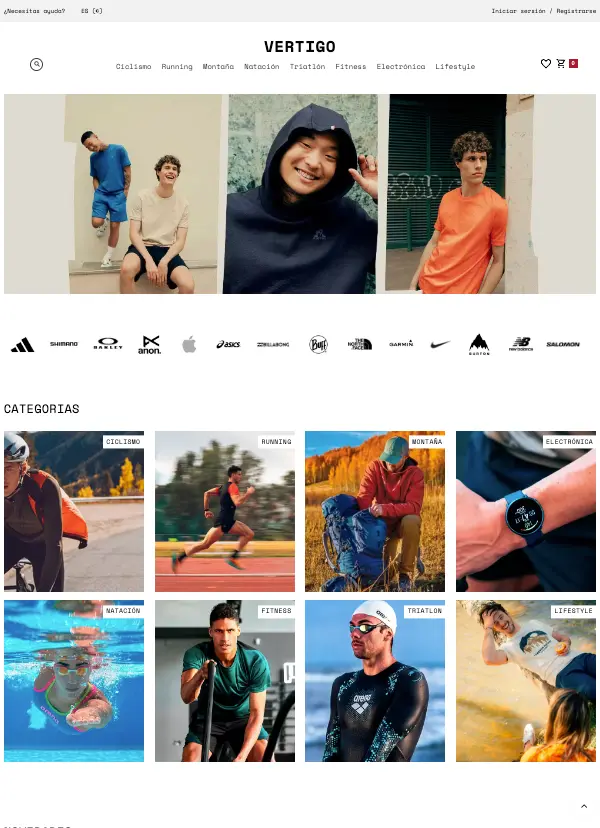 ¿Necesitas ayuda? ES (€) Iniciar sersión / Registrarse
VERTIGO
Ciclismo Running Montaña Natación Triatlón Fitness Electrónica Lifestyle
0
SHIMANO OAKLEY anon. asics BILLABONG Buff THE NORTH FACE GARMIN BURTON new balance SALOMON
CATEGORIAS
CICLISMO RUNNING MONTAÑA ELECTRÓNICA
NATACIÓN FITNESS TRIATLON LIFESTYLE
arena